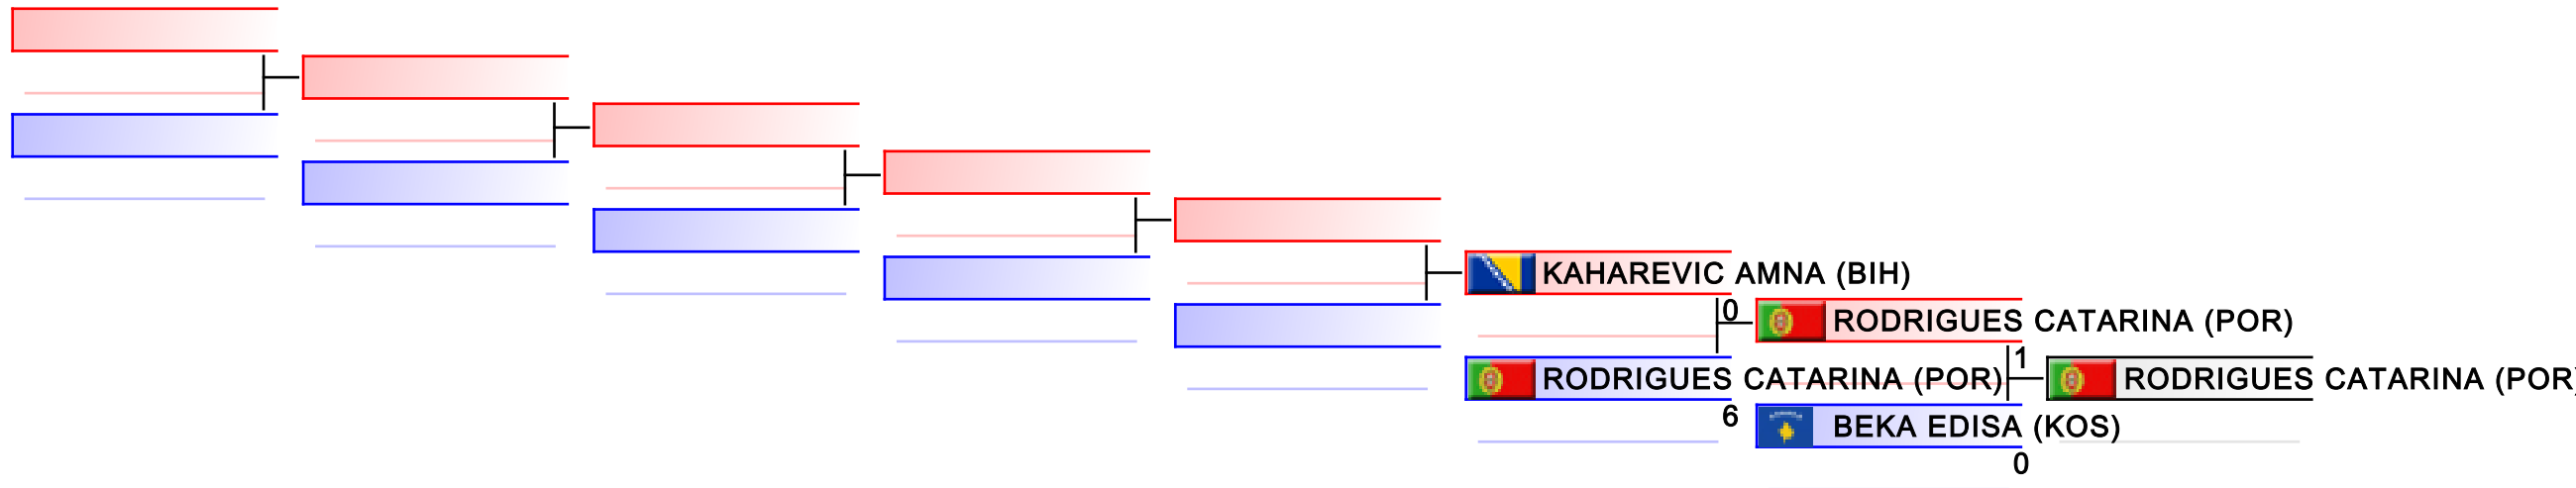 KAHAREVIC AMNA (BIH)
0
RODRIGUES CATARINA (POR)
1
RODRIGUES CATARINA (POR)
RODRIGUES CATARINA (POR)
6
BEKA EDISA (KOS)
0